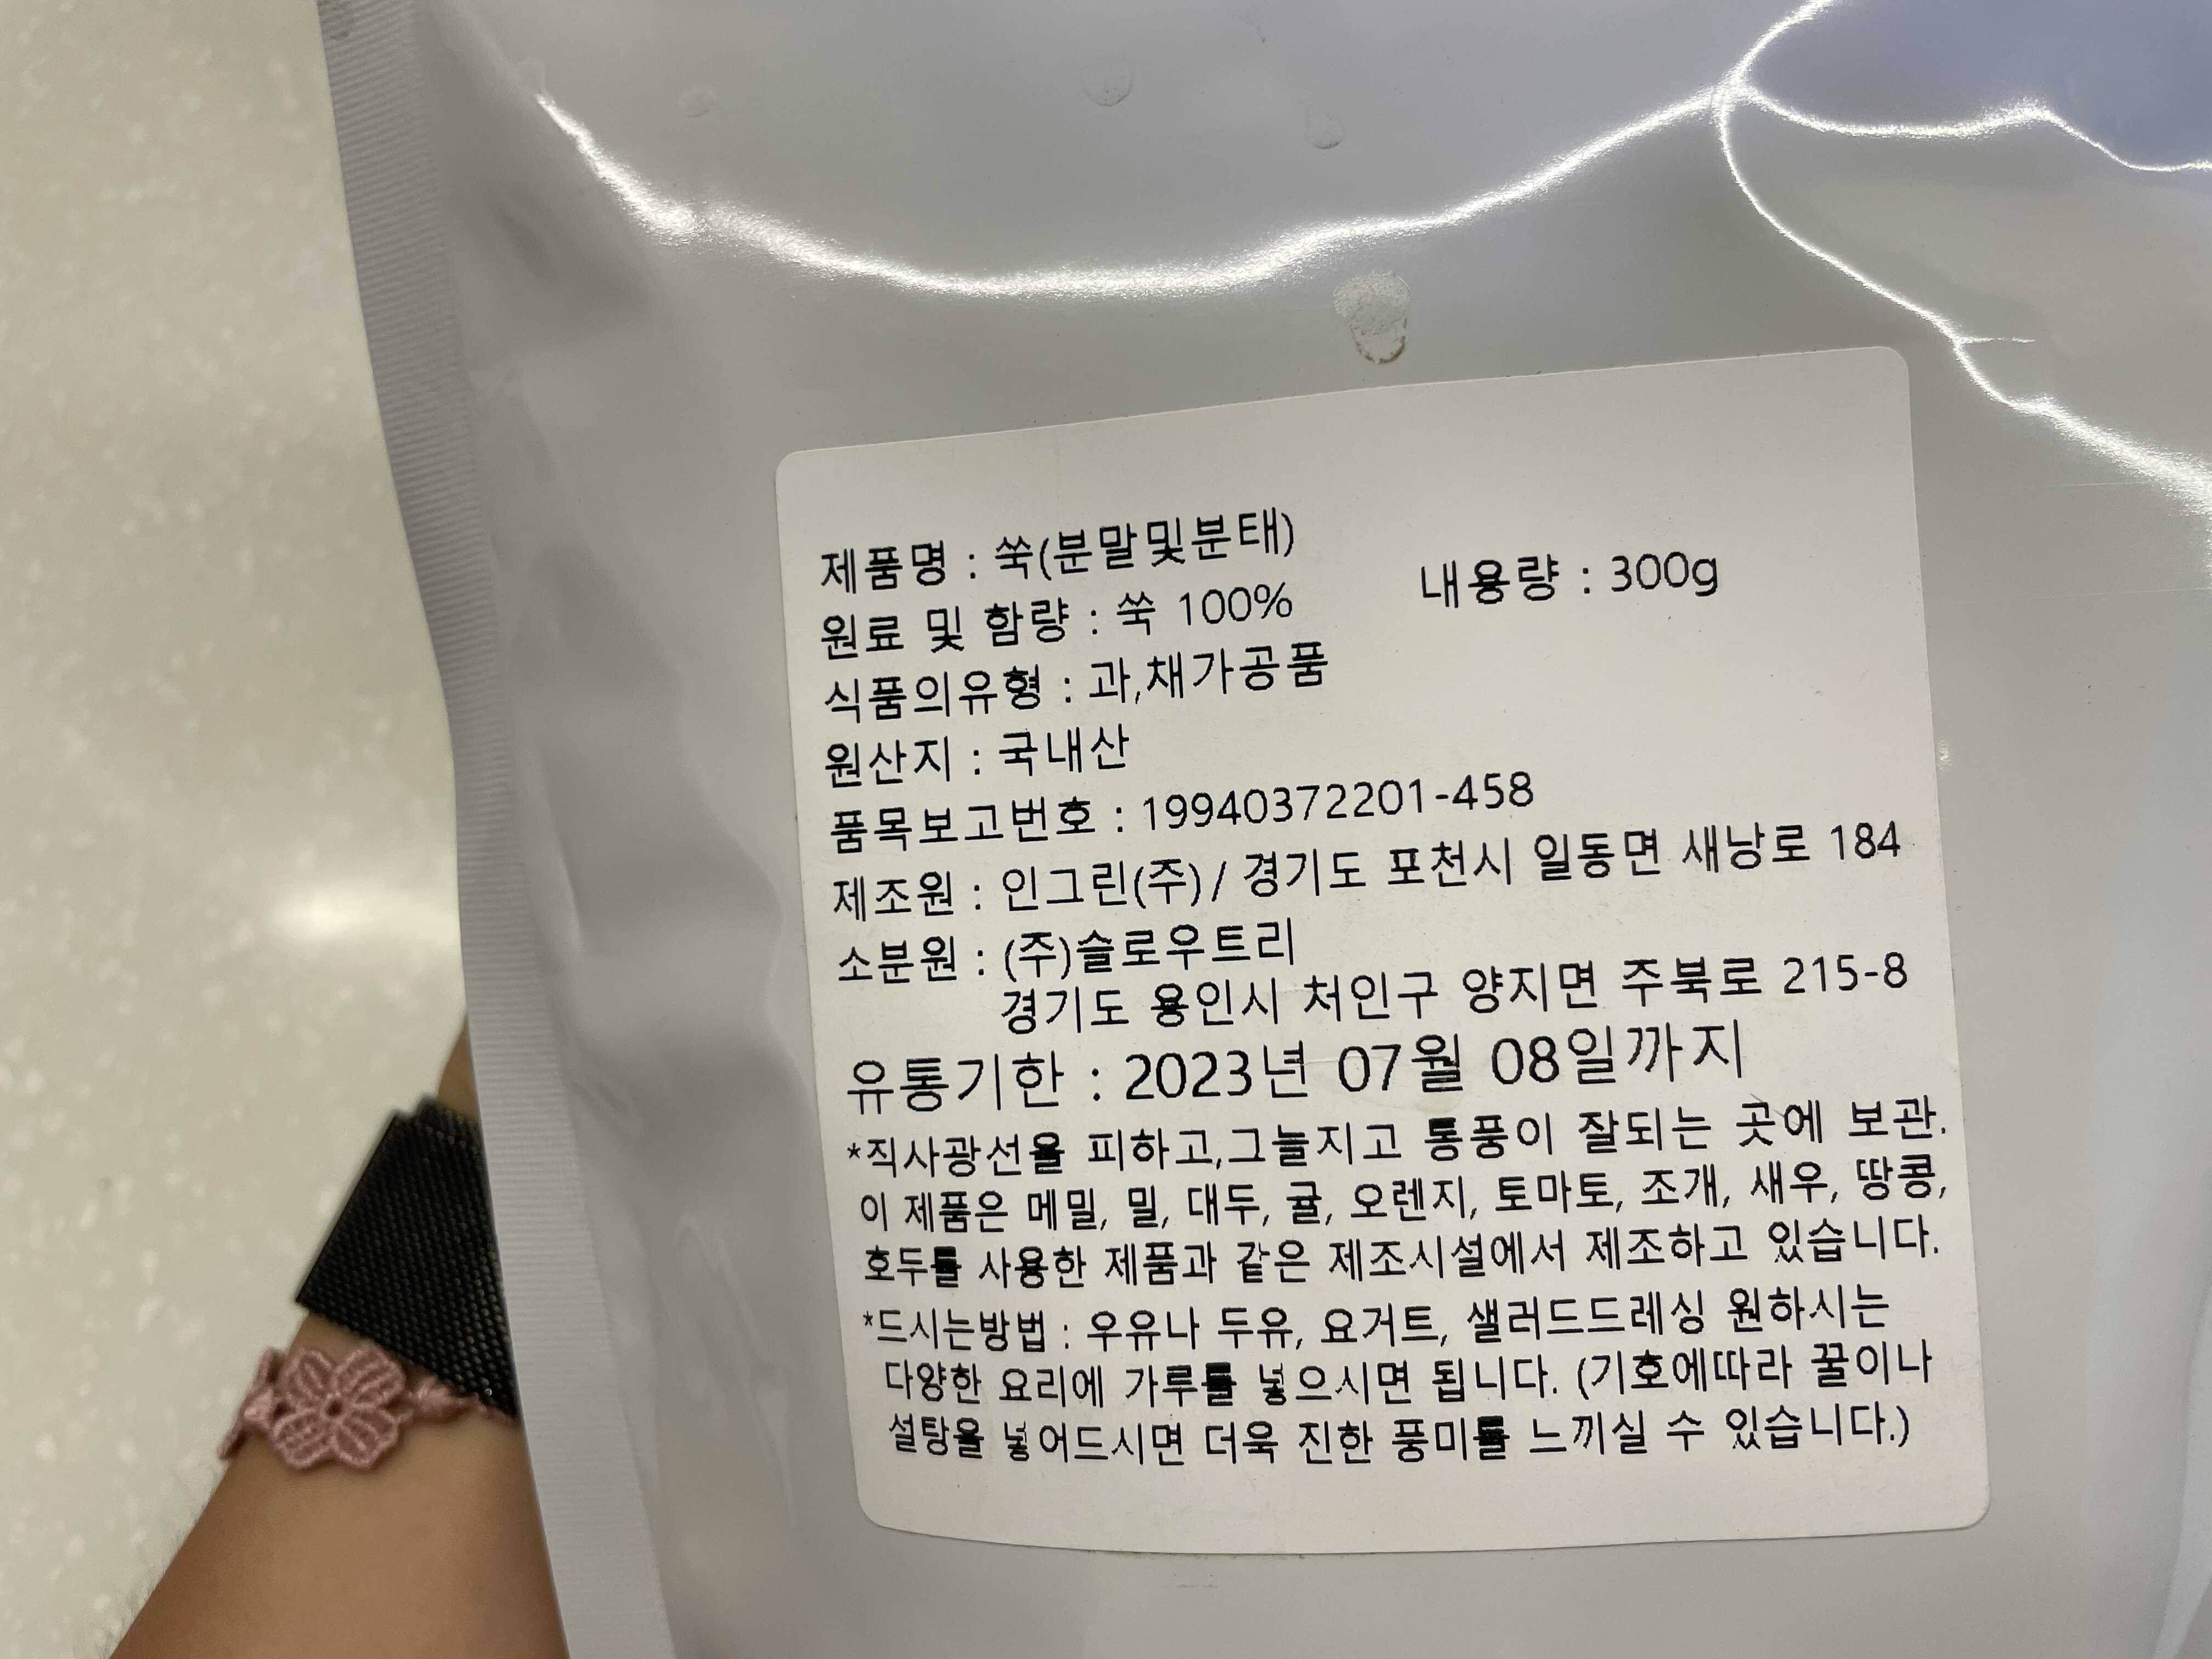 제품명 : 쑥(분말및분태)
내용량 : 300g
원료 및 함량 : 쑥 100%
식품의유형 : 과,채가공품
원산지 : 국내산
품목보고번호 : 19940372201-458
제조원 : 인그린(주) / 경기도 포천시 일동면 새낭로 184
소분원 : (주)슬로우트리
경기도 용인시 처인구 양지면 주북로 215-8
유통기한 : 2023년 07월 08일까지
*직사광선을 피하고,그늘지고 통풍이 잘되는 곳에 보관.
이 제품은 메밀, 밀, 대두, 귤, 오렌지, 토마토, 조개, 새우, 땅콩,
호두를 사용한 제품과 같은 제조시설에서 제조하고 있습니다.
*드시는방법 : 우유나 두유, 요거트, 샐러드드레싱 원하시는
다양한 요리에 가루를 넣으시면 됩니다. (기호에따라 꿀이나
설탕을 넣어드시면 더욱 진한 풍미를 느끼실 수 있습니다.)